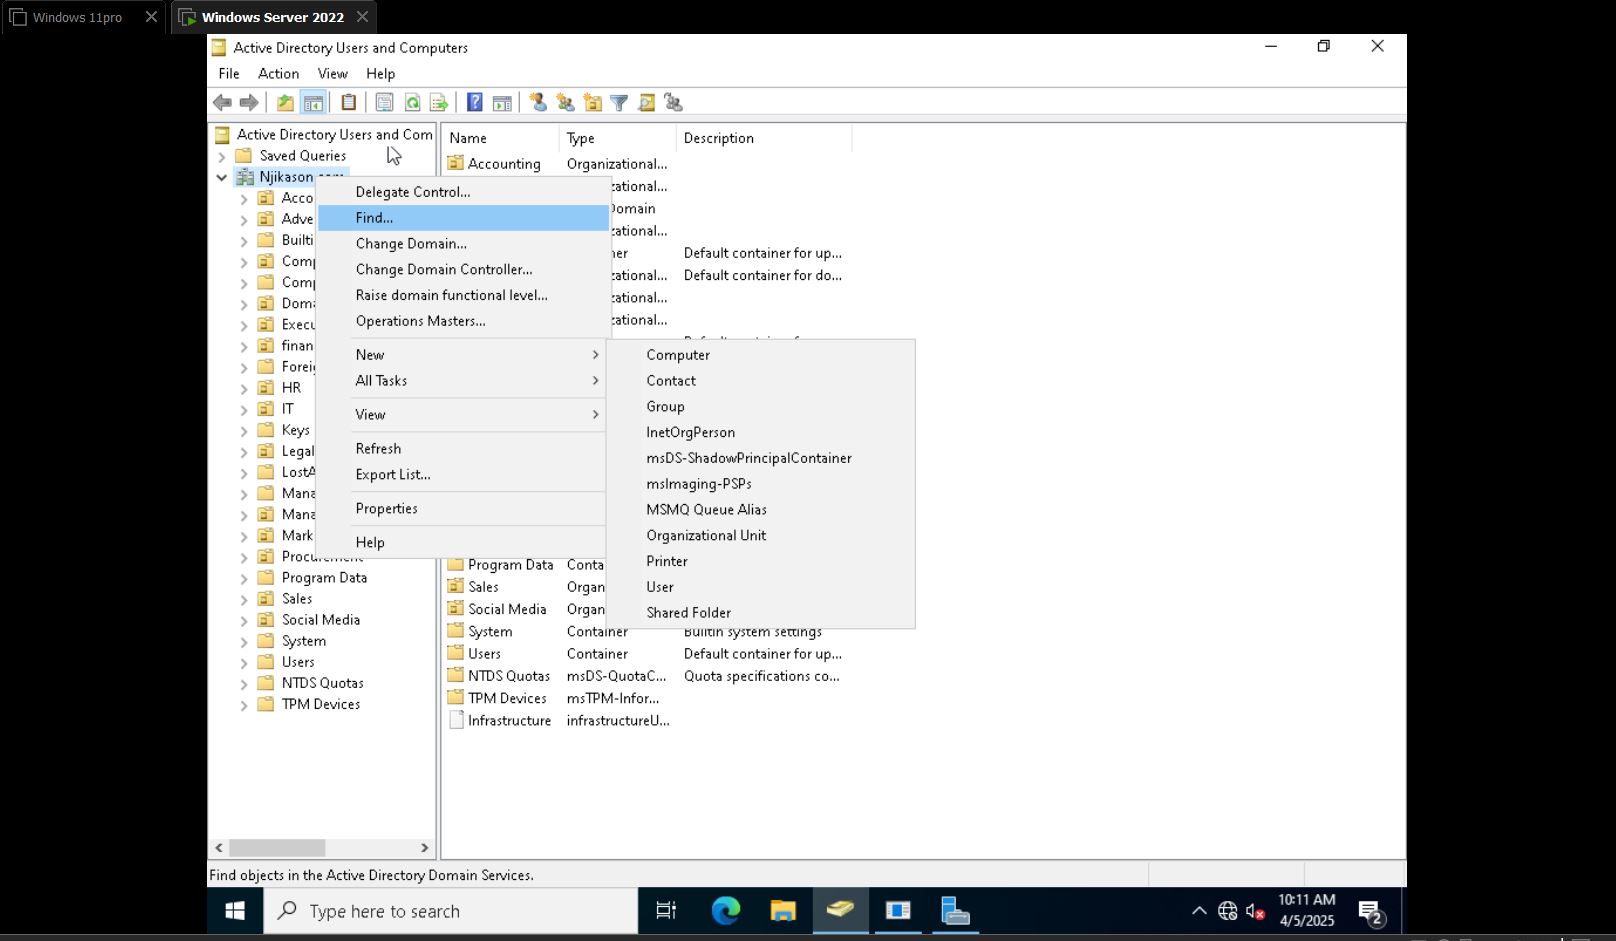 Windows 11pro
Windows Server 2022
Active Directory Users and Computers
File Action View Help
Active Directory Users and Com
Saved Queries
Njikason
Acco
Adve
Builti
Comp
Comp
Doma
Execu
finan
Foreig
HR
IT
Keys
Legal
LostA
Mana
Mana
Mark
Program Data
Sales
Social Media
System
Users
NTDS Quotas
TPM Devices
Delegate Control...
Find...
Change Domain...
Change Domain Controller...
Raise domain functional level...
Operations Masters...
New
All Tasks
View
Refresh
Export List...
Properties
Help
Computer
Contact
Group
InetOrgPerson
msDS-ShadowPrincipalContainer
msImaging-PSPs
MSMQ Queue Alias
Organizational Unit
Printer
User
Shared Folder
Name Type Description
Accounting Organizational...
zational...
Domain
zational...
ner Default container for up...
zational... Default container for do...
zational...
zational...
Program Data Conta
Sales Organ
Social Media Organ
System Container Builtin system settings
Users Container Default container for up...
NTDS Quotas msDS-QuotaC... Quota specifications co...
TPM Devices msTPM-Infor...
Infrastructure infrastructureU...
Find objects in the Active Directory Domain Services.
Type here to search
10:11 AM
4/5/2025
2